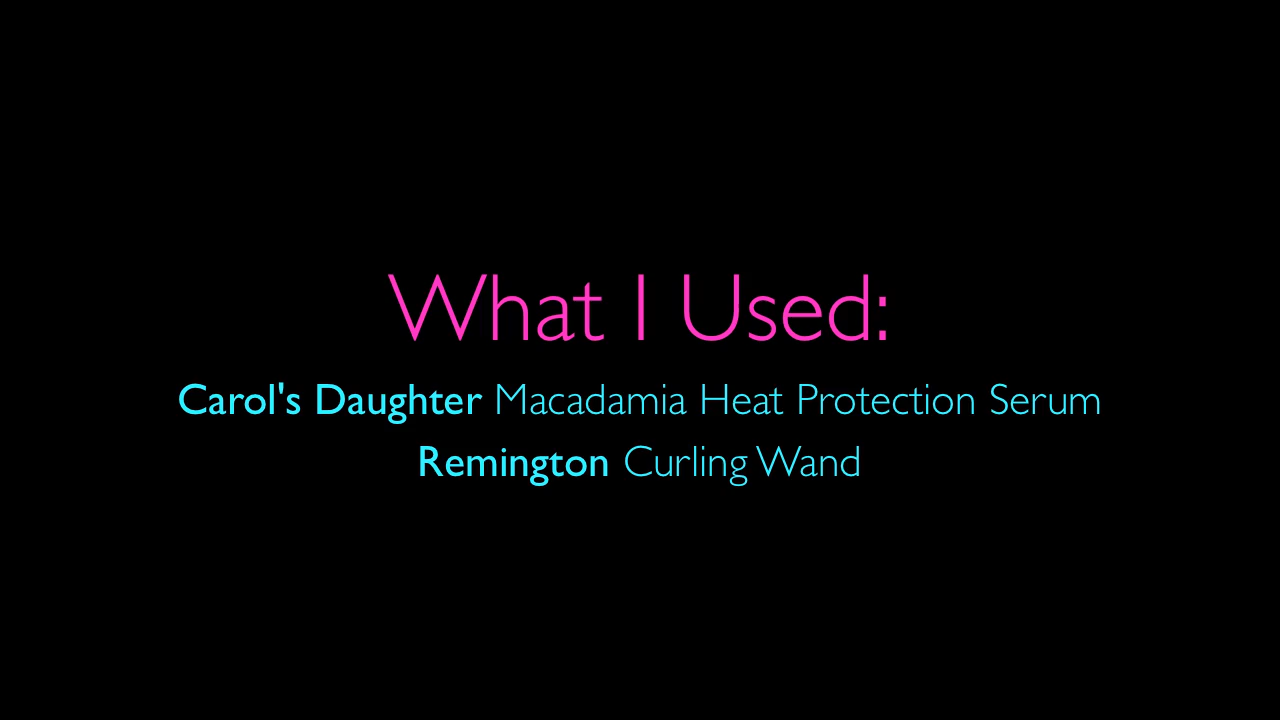 What I Used:
Carol's Daughter Macadamia Heat Protection Serum
Remington Curling Wand